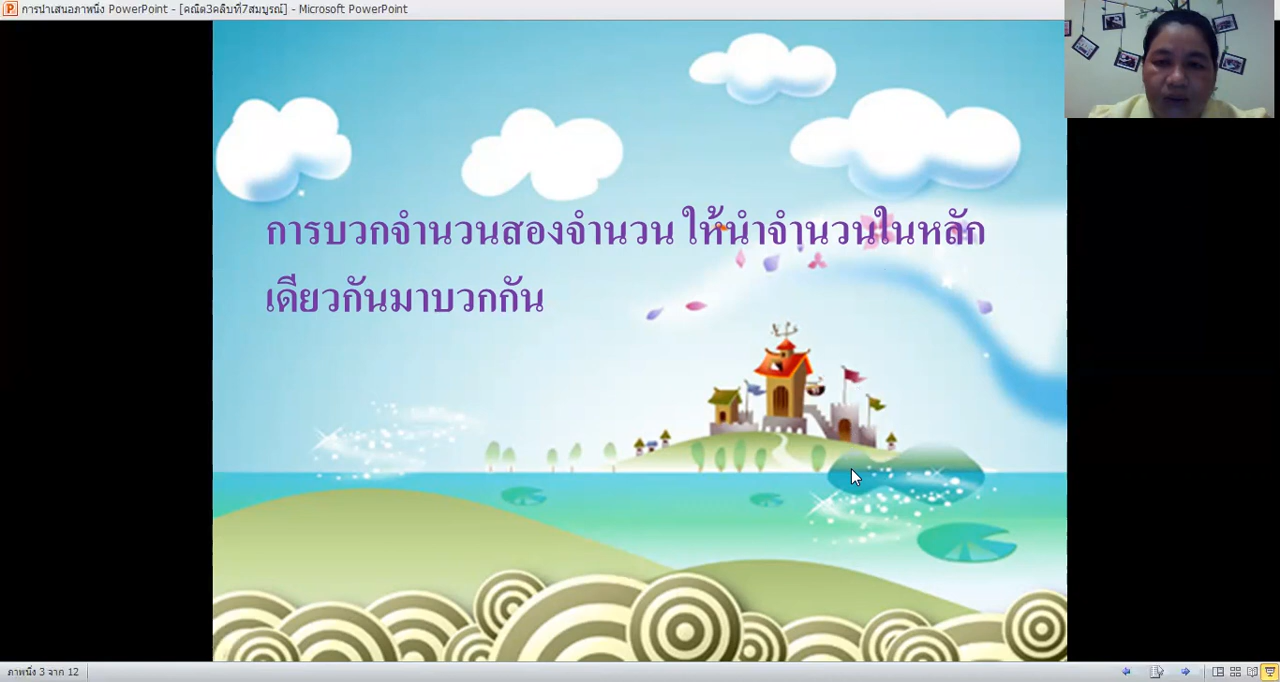 การนำเสนอภาพนิ่ง PowerPoint - [คณิต3คลิบที่7สมบูรณ์] - Microsoft PowerPoint
การบวกจำนวนสองจำนวน ให้นำจำนวนในหลัก
เดียวกันมาบวกกัน
ภาพนิ่ง 3 จาก 12